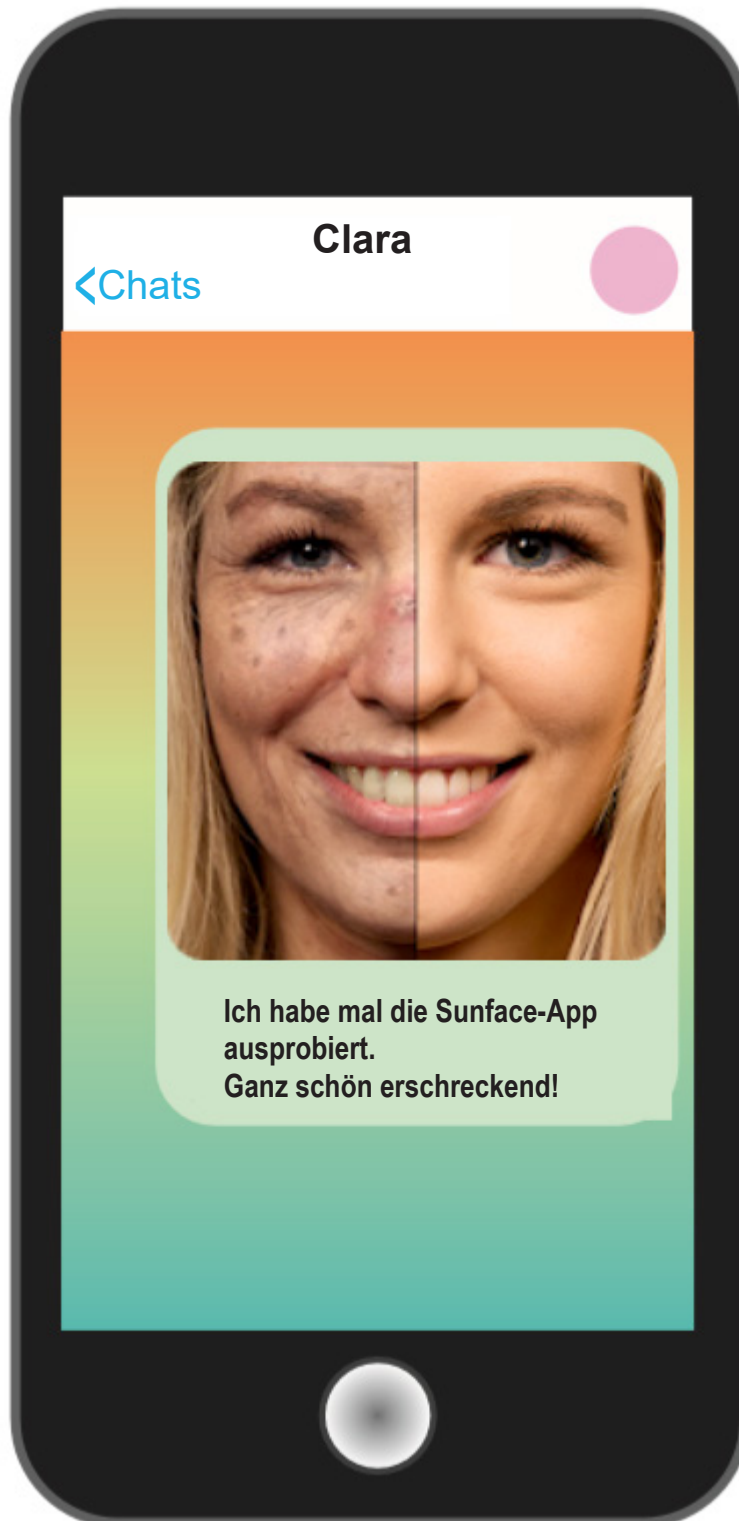 Clara
<Chats
Ich habe mal die Sunface-App
ausprobiert.
Ganz schön erschreckend!